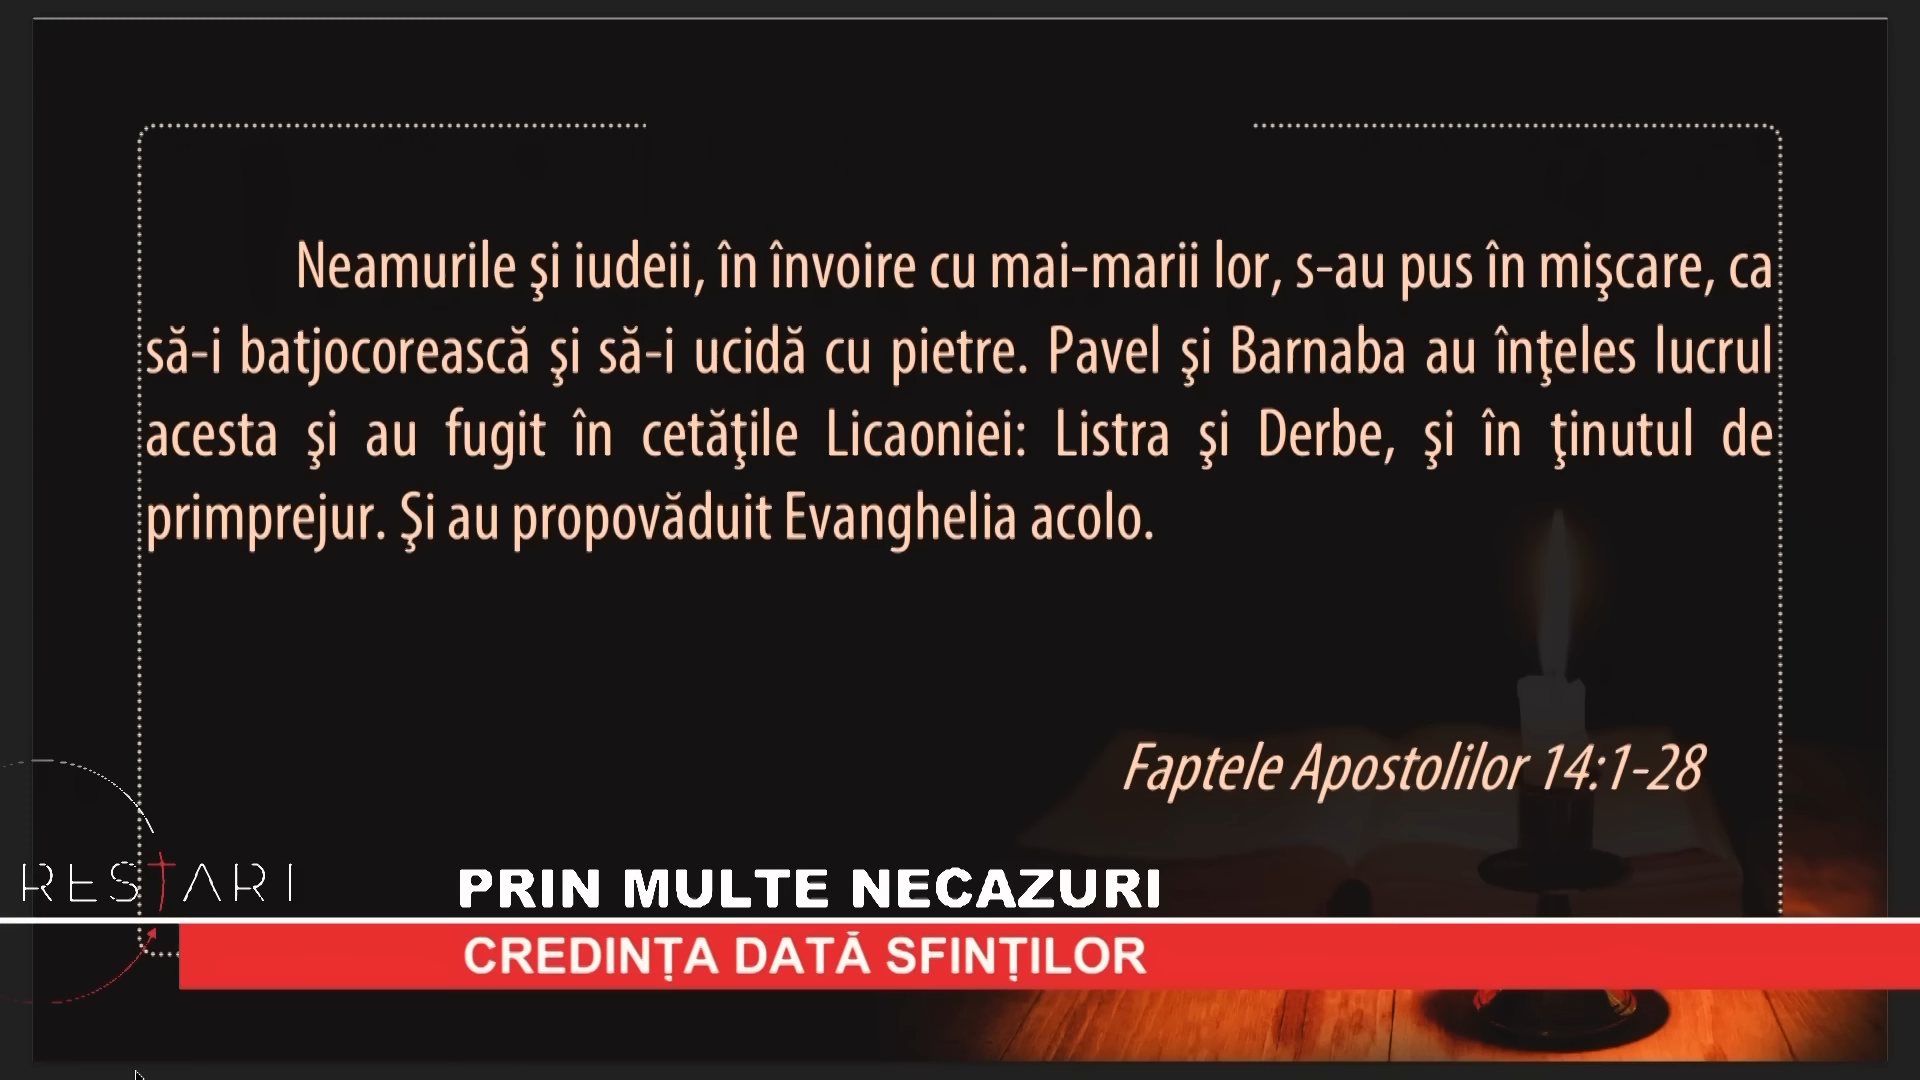 Neamurile şi iudeii, în învoire cu mai-marii lor, s-au pus în mişcare, ca
să-i batjocorească şi să-i ucidă cu pietre. Pavel şi Barnaba au înţeles lucrul
acesta şi au fugit în cetăţile Licaoniei: Listra şi Derbe, şi în ţinutul de
primprejur. Şi au propovăduit Evanghelia acolo.
Faptele Apostolilor 14:1-28
RESTARI
PRIN MULTE NECAZURI
CREDINȚA DATĂ SFINȚILOR